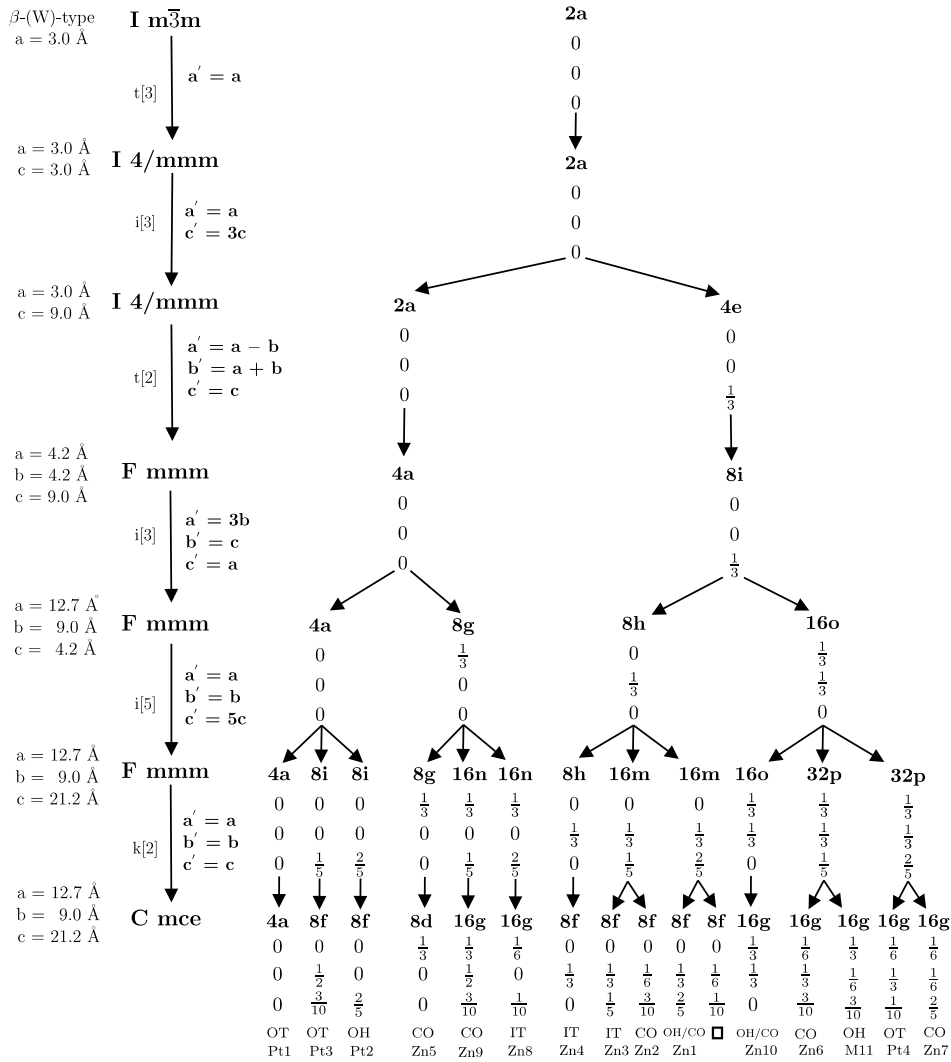 β-(W)-type I m3̅m 2a
a = 3.0 Å 0
a′ = a 0
t[3] 0
a = 3.0 Å I 4/mmm 2a
c = 3.0 Å 0
a′ = a 0
i[3] c′ = 3c 0
a = 3.0 Å I 4/mmm 2a 4e
c = 9.0 Å 0 0
a′ = a − b
b′ = a + b 0 0
t[2] c′ = c 0 1/3
a = 4.2 Å
b = 4.2 Å F mmm 4a 8i
c = 9.0 Å 0 0
a′ = 3b
i[3] b′ = c 0 0
c′ = a 0 1/3
a = 12.7 Å
b = 9.0 Å F mmm 4a 8g 8h 16o
c = 4.2 Å 0 1/3 0 1/3
a′ = a
i[5] b′ = b 0 0 1/3 1/3
c′ = 5c 0 0 0 0
a = 12.7 Å
b = 9.0 Å F mmm 4a 8i 8i 8g 16n 16n 8h 16m 16m 16o 32p 32p
c = 21.2 Å 0 0 0 1/3 1/3 1/3 0 0 0 1/3 1/3 1/3
a′ = a
b′ = b 0 0 0 0 0 0 1/3 1/3 1/3 1/3 1/3 1/3
k[2] c′ = c 0 1/5 2/5 0 1/5 2/5 0 1/5 2/5 0 1/5 2/5
a = 12.7 Å
b = 9.0 Å C mce 4a 8f 8f 8d 16g 16g 8f 8f 8f 8f 8f 16g 16g 16g 16g 16g
c = 21.2 Å 0 0 0 1/3 1/3 1/6 0 0 0 0 0 1/3 1/6 1/3 1/6 1/6
0 1/2 0 0 1/2 0 1/3 1/3 1/6 1/3 1/6 1/3 1/3 1/6 1/3 1/6
0 3/10 2/5 0 3/10 1/10 0 1/5 3/10 2/5 1/10 0 3/10 3/10 1/10 2/5
OT OT OH CO CO IT IT IT CO OH/CO OH/CO CO OH OT CO
Pt1 Pt3 Pt2 Zn5 Zn9 Zn8 Zn4 Zn3 Zn2 Zn1 Zn10 Zn6 M11 Pt4 Zn7